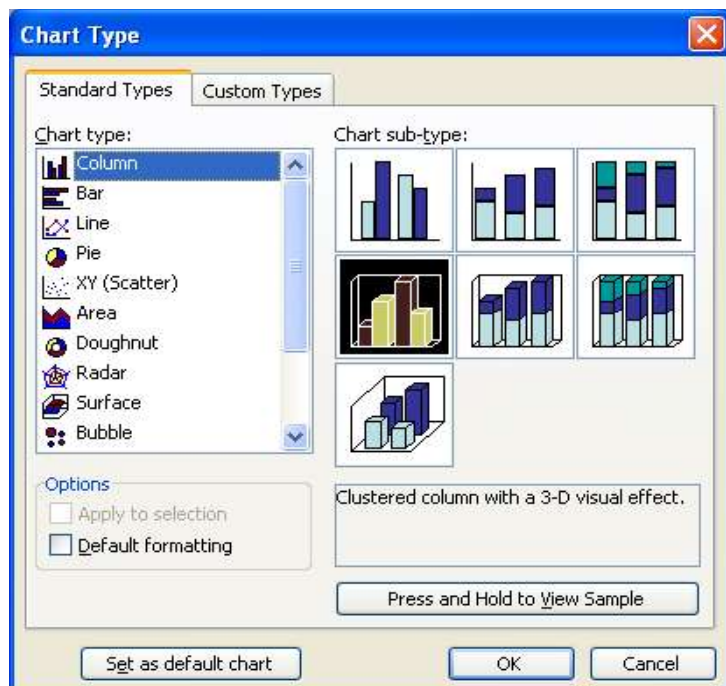 Chart Type
Standard Types
Custom Types
Chart type:
Column
Bar
Line
Pie
XY (Scatter)
Area
Doughnut
Radar
Surface
Bubble
Chart sub-type:
Clustered column with a 3-D visual effect.
Options
Apply to selection
Default formatting
Press and Hold to View Sample
Set as default chart
OK
Cancel